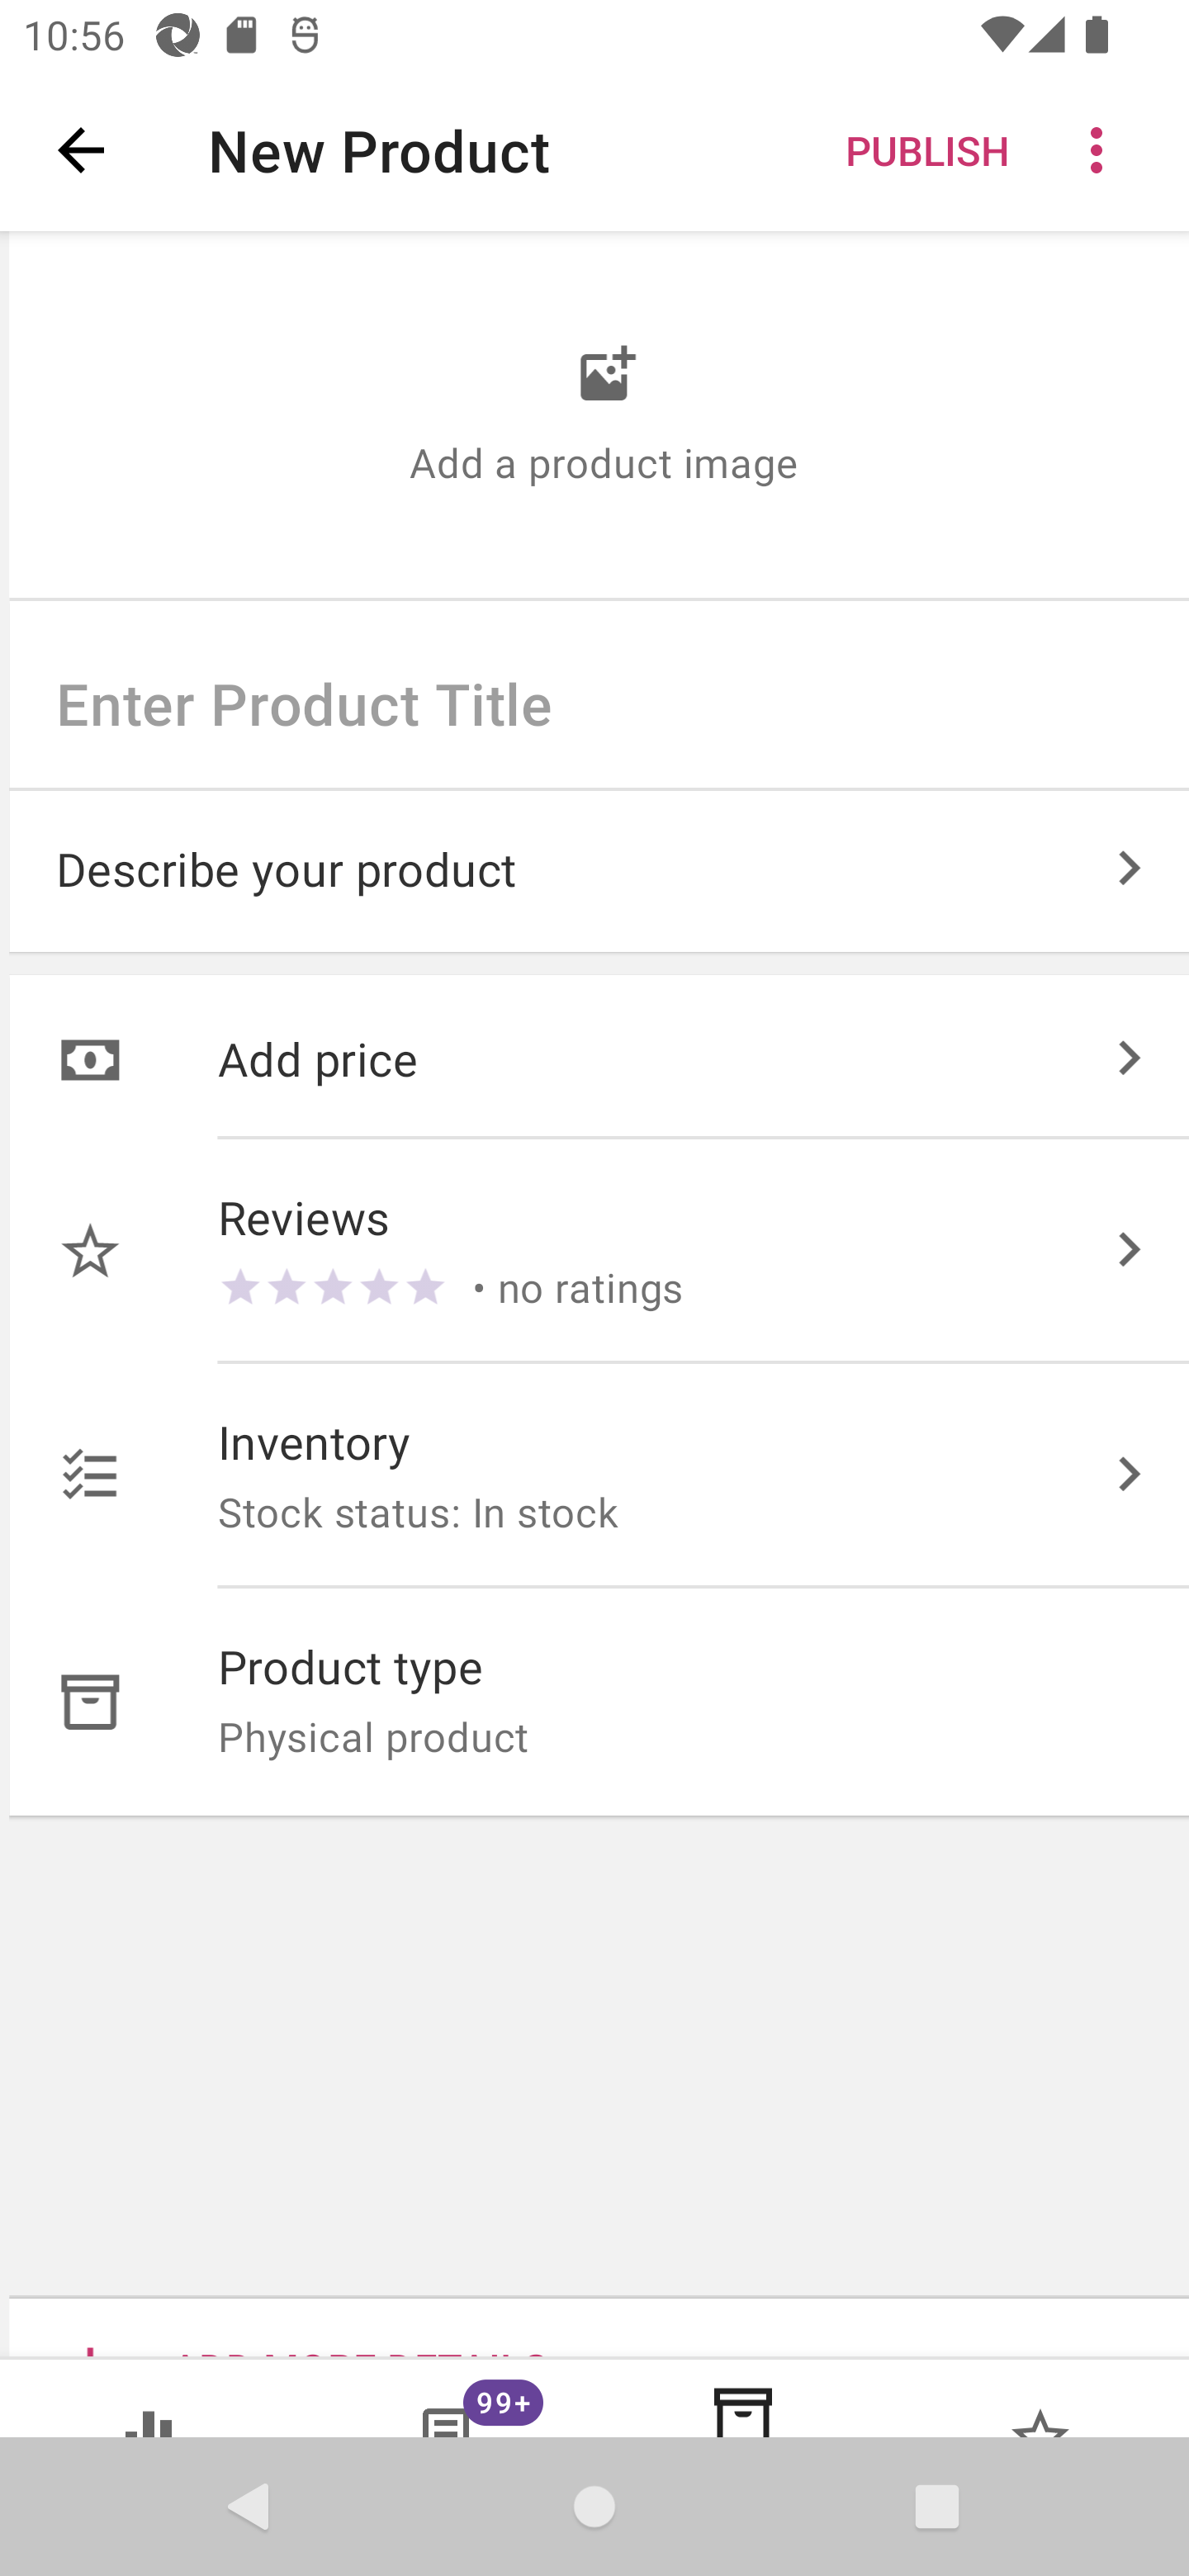 10:56
New Product
PUBLISH
Add a product image
Enter Product Title
Describe your product
Add price
Reviews
• no ratings
Inventory
Stock status: In stock
Product type
Physical product
99+